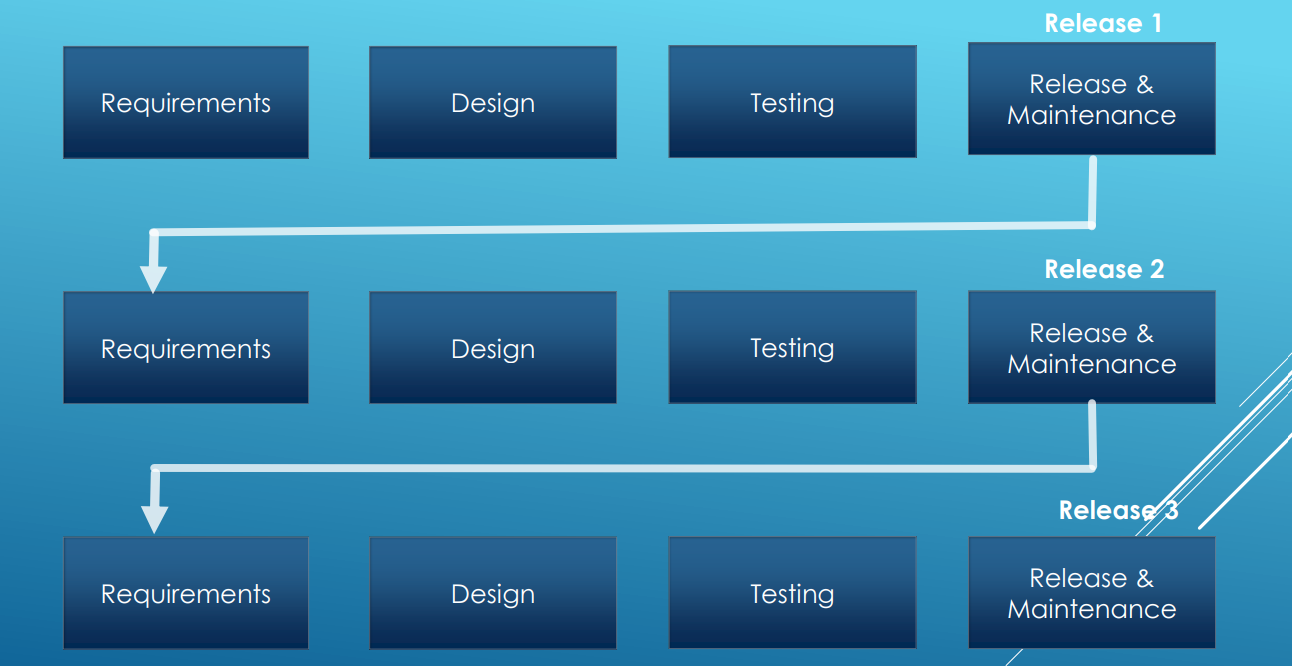 Release 1
Requirements
Design
Testing
Release &
Maintenance
Release 2
Requirements
Design
Testing
Release &
Maintenance
Release 3
Requirements
Design
Testing
Release &
Maintenance